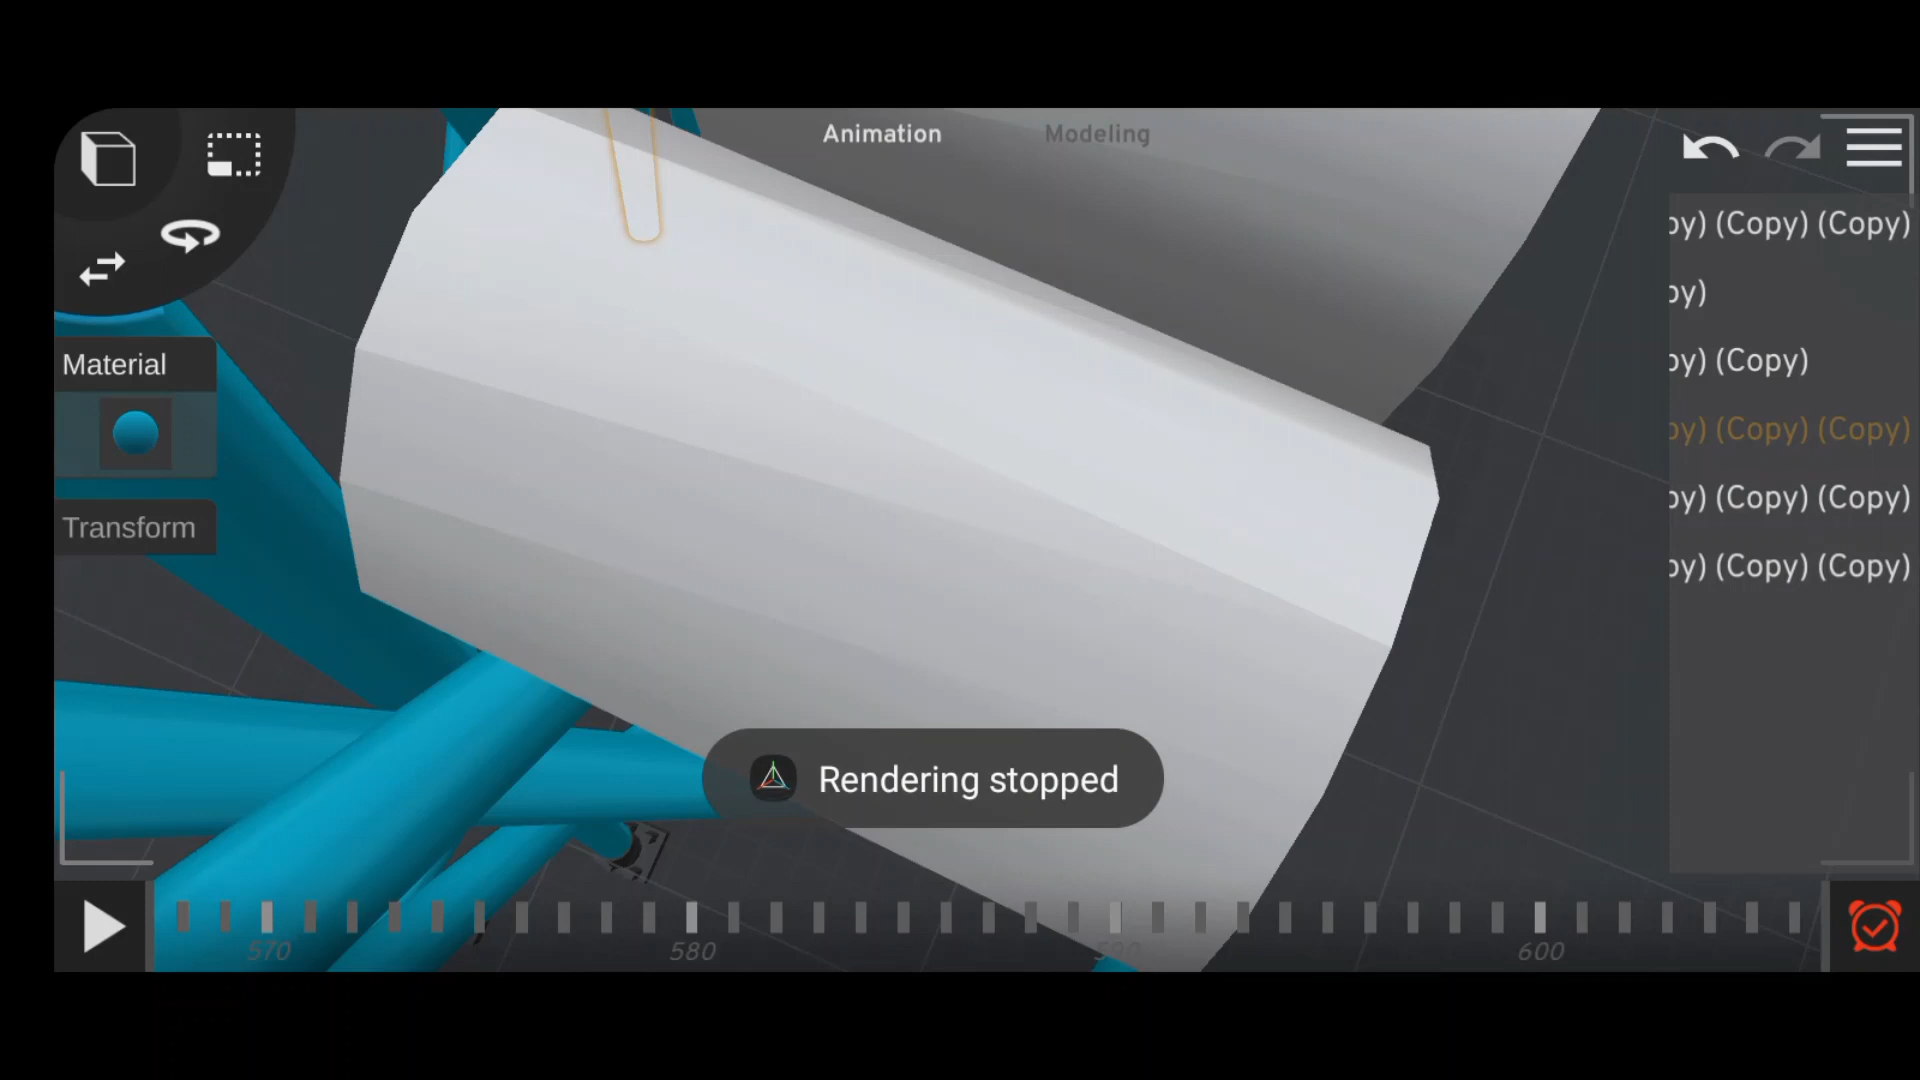 Animation
Modeling
py) (Copy) (Copy)
py)
py) (Copy)
py) (Copy) (Copy)
py) (Copy) (Copy)
py) (Copy) (Copy)
Material
Transform
Rendering stopped
570
580
590
600